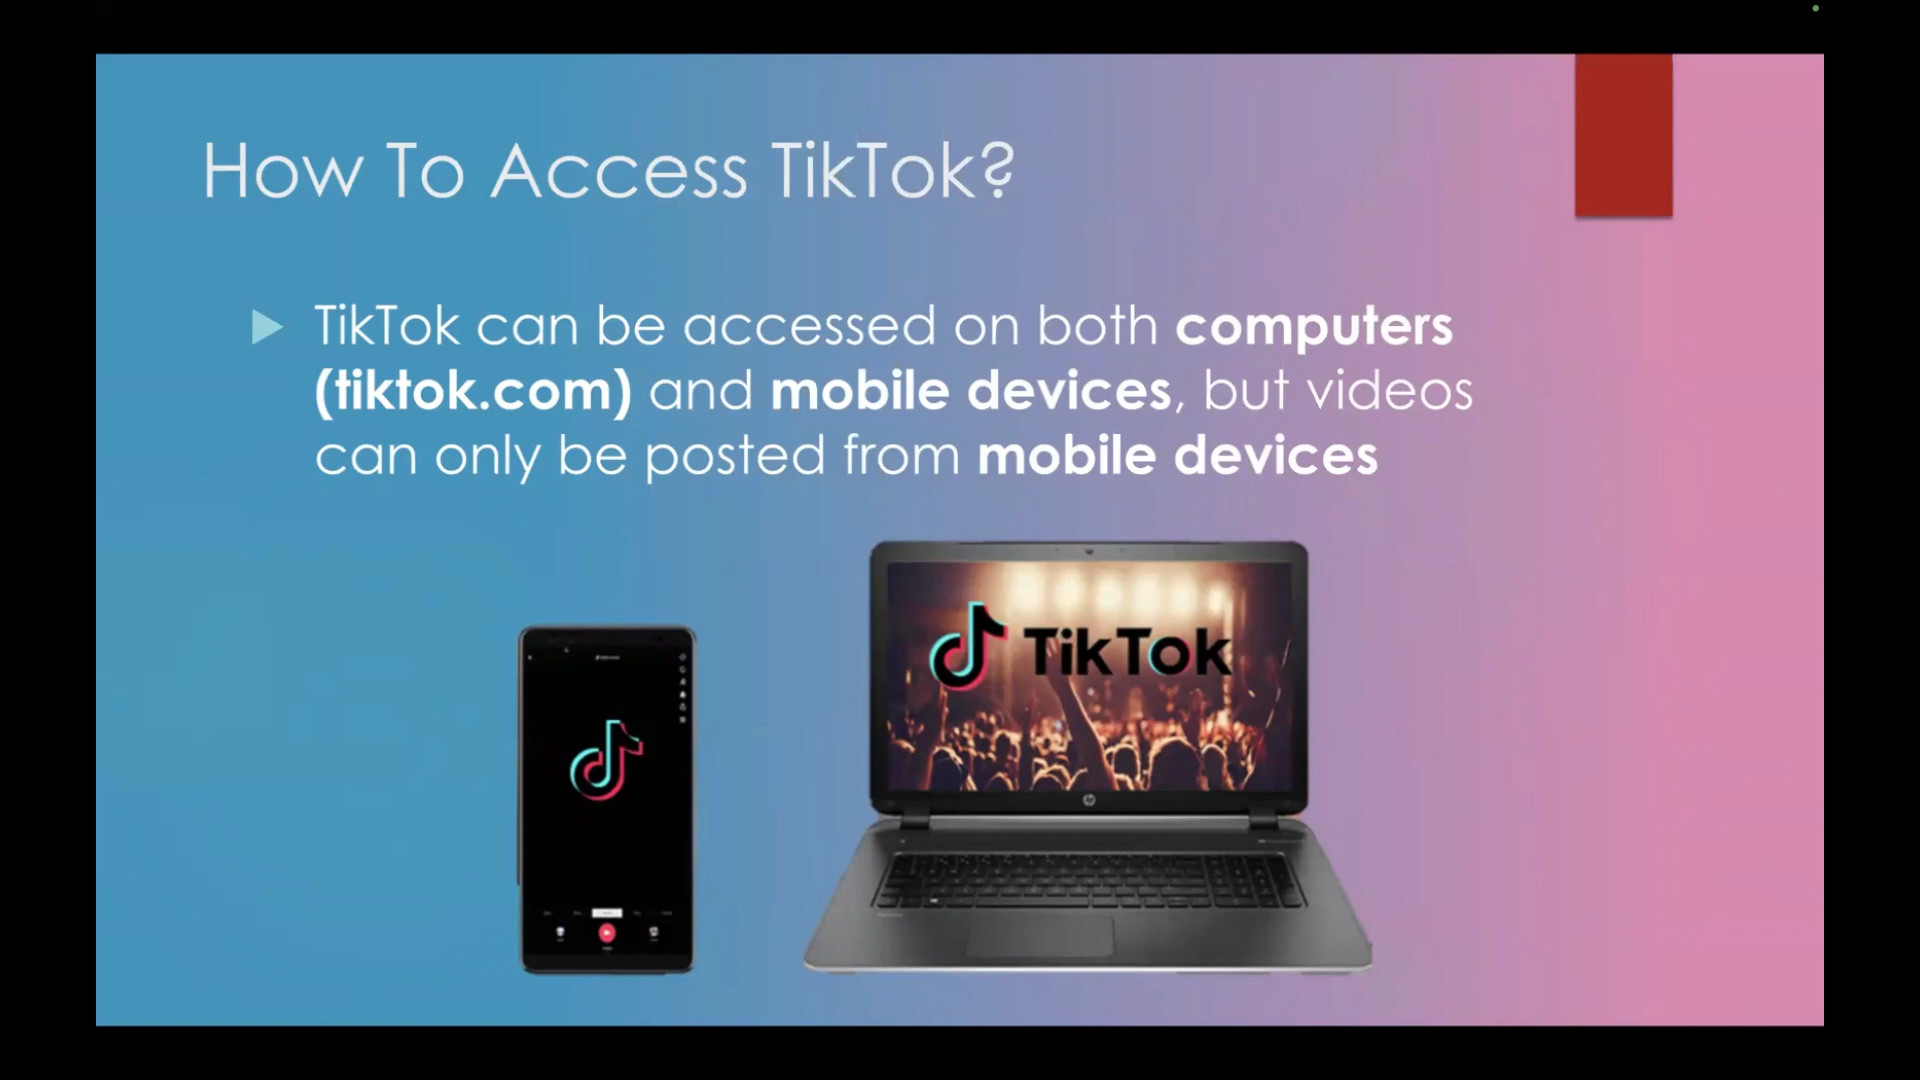 How To Access TikTok?
TikTok can be accessed on both computers
(tiktok.com) and mobile devices, but videos
can only be posted from mobile devices
TikTok
hp